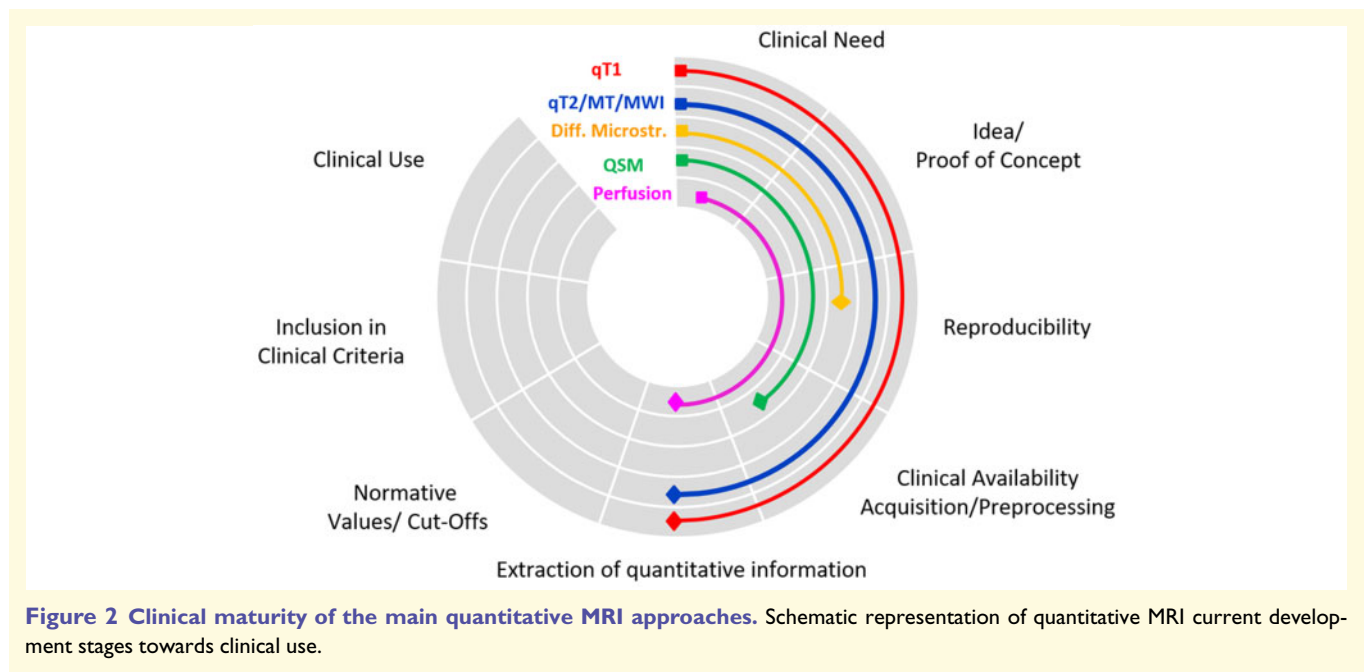 Clinical Need
qT1
qT2/MT/MWI
Diff. Microstr.
QSM
Perfusion
Idea/
Proof of Concept
Reproducibility
Clinical Availability
Acquisition/Preprocessing
Extraction of quantitative information
Normative
Values/ Cut-Offs
Inclusion in
Clinical Criteria
Clinical Use
Figure 2 Clinical maturity of the main quantitative MRI approaches. Schematic representation of quantitative MRI current develop-
ment stages towards clinical use.